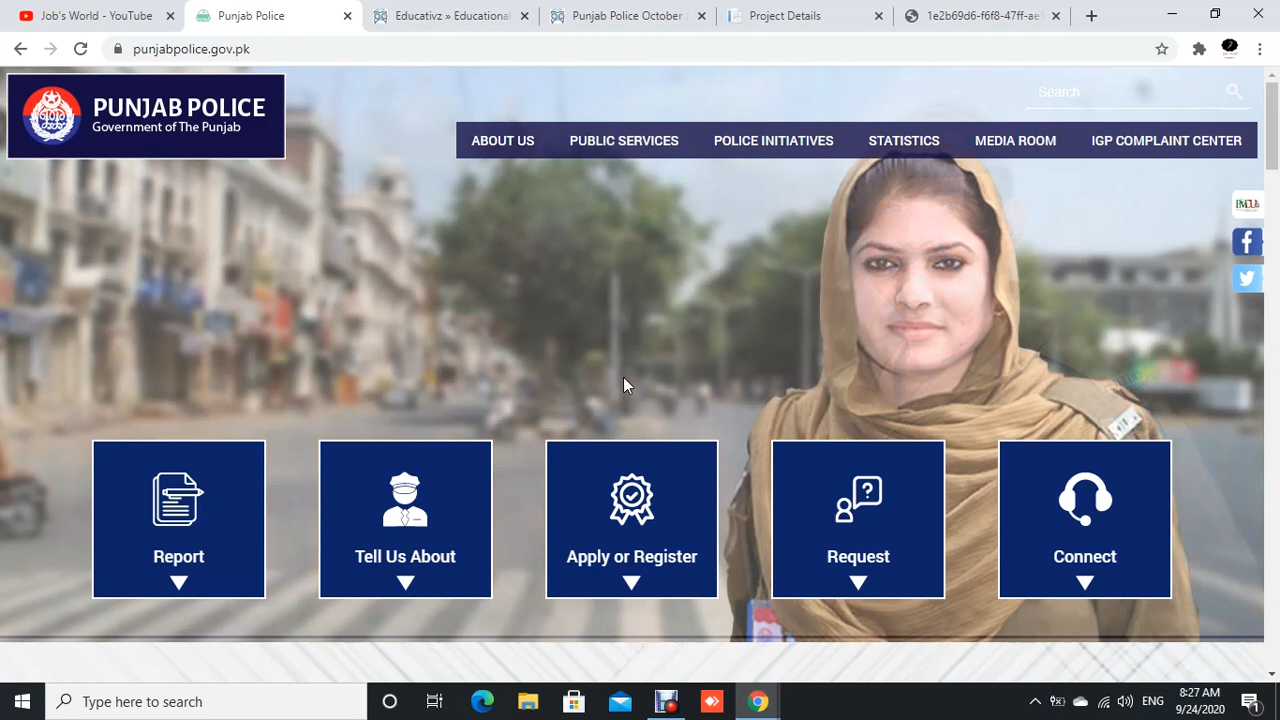 Job's World - YouTube
Punjab Police
Educativz » Educational
Punjab Police October
Project Details
1e2b69d6-f6f8-47ff-ae1
punjabpolice.gov.pk
PUNJAB POLICE
Government of The Punjab
Search
ABOUT US PUBLIC SERVICES POLICE INITIATIVES STATISTICS MEDIA ROOM IGP COMPLAINT CENTER
Report
Tell Us About
Apply or Register
Request
Connect
Type here to search
ENG
8:27 AM
9/24/2020
1